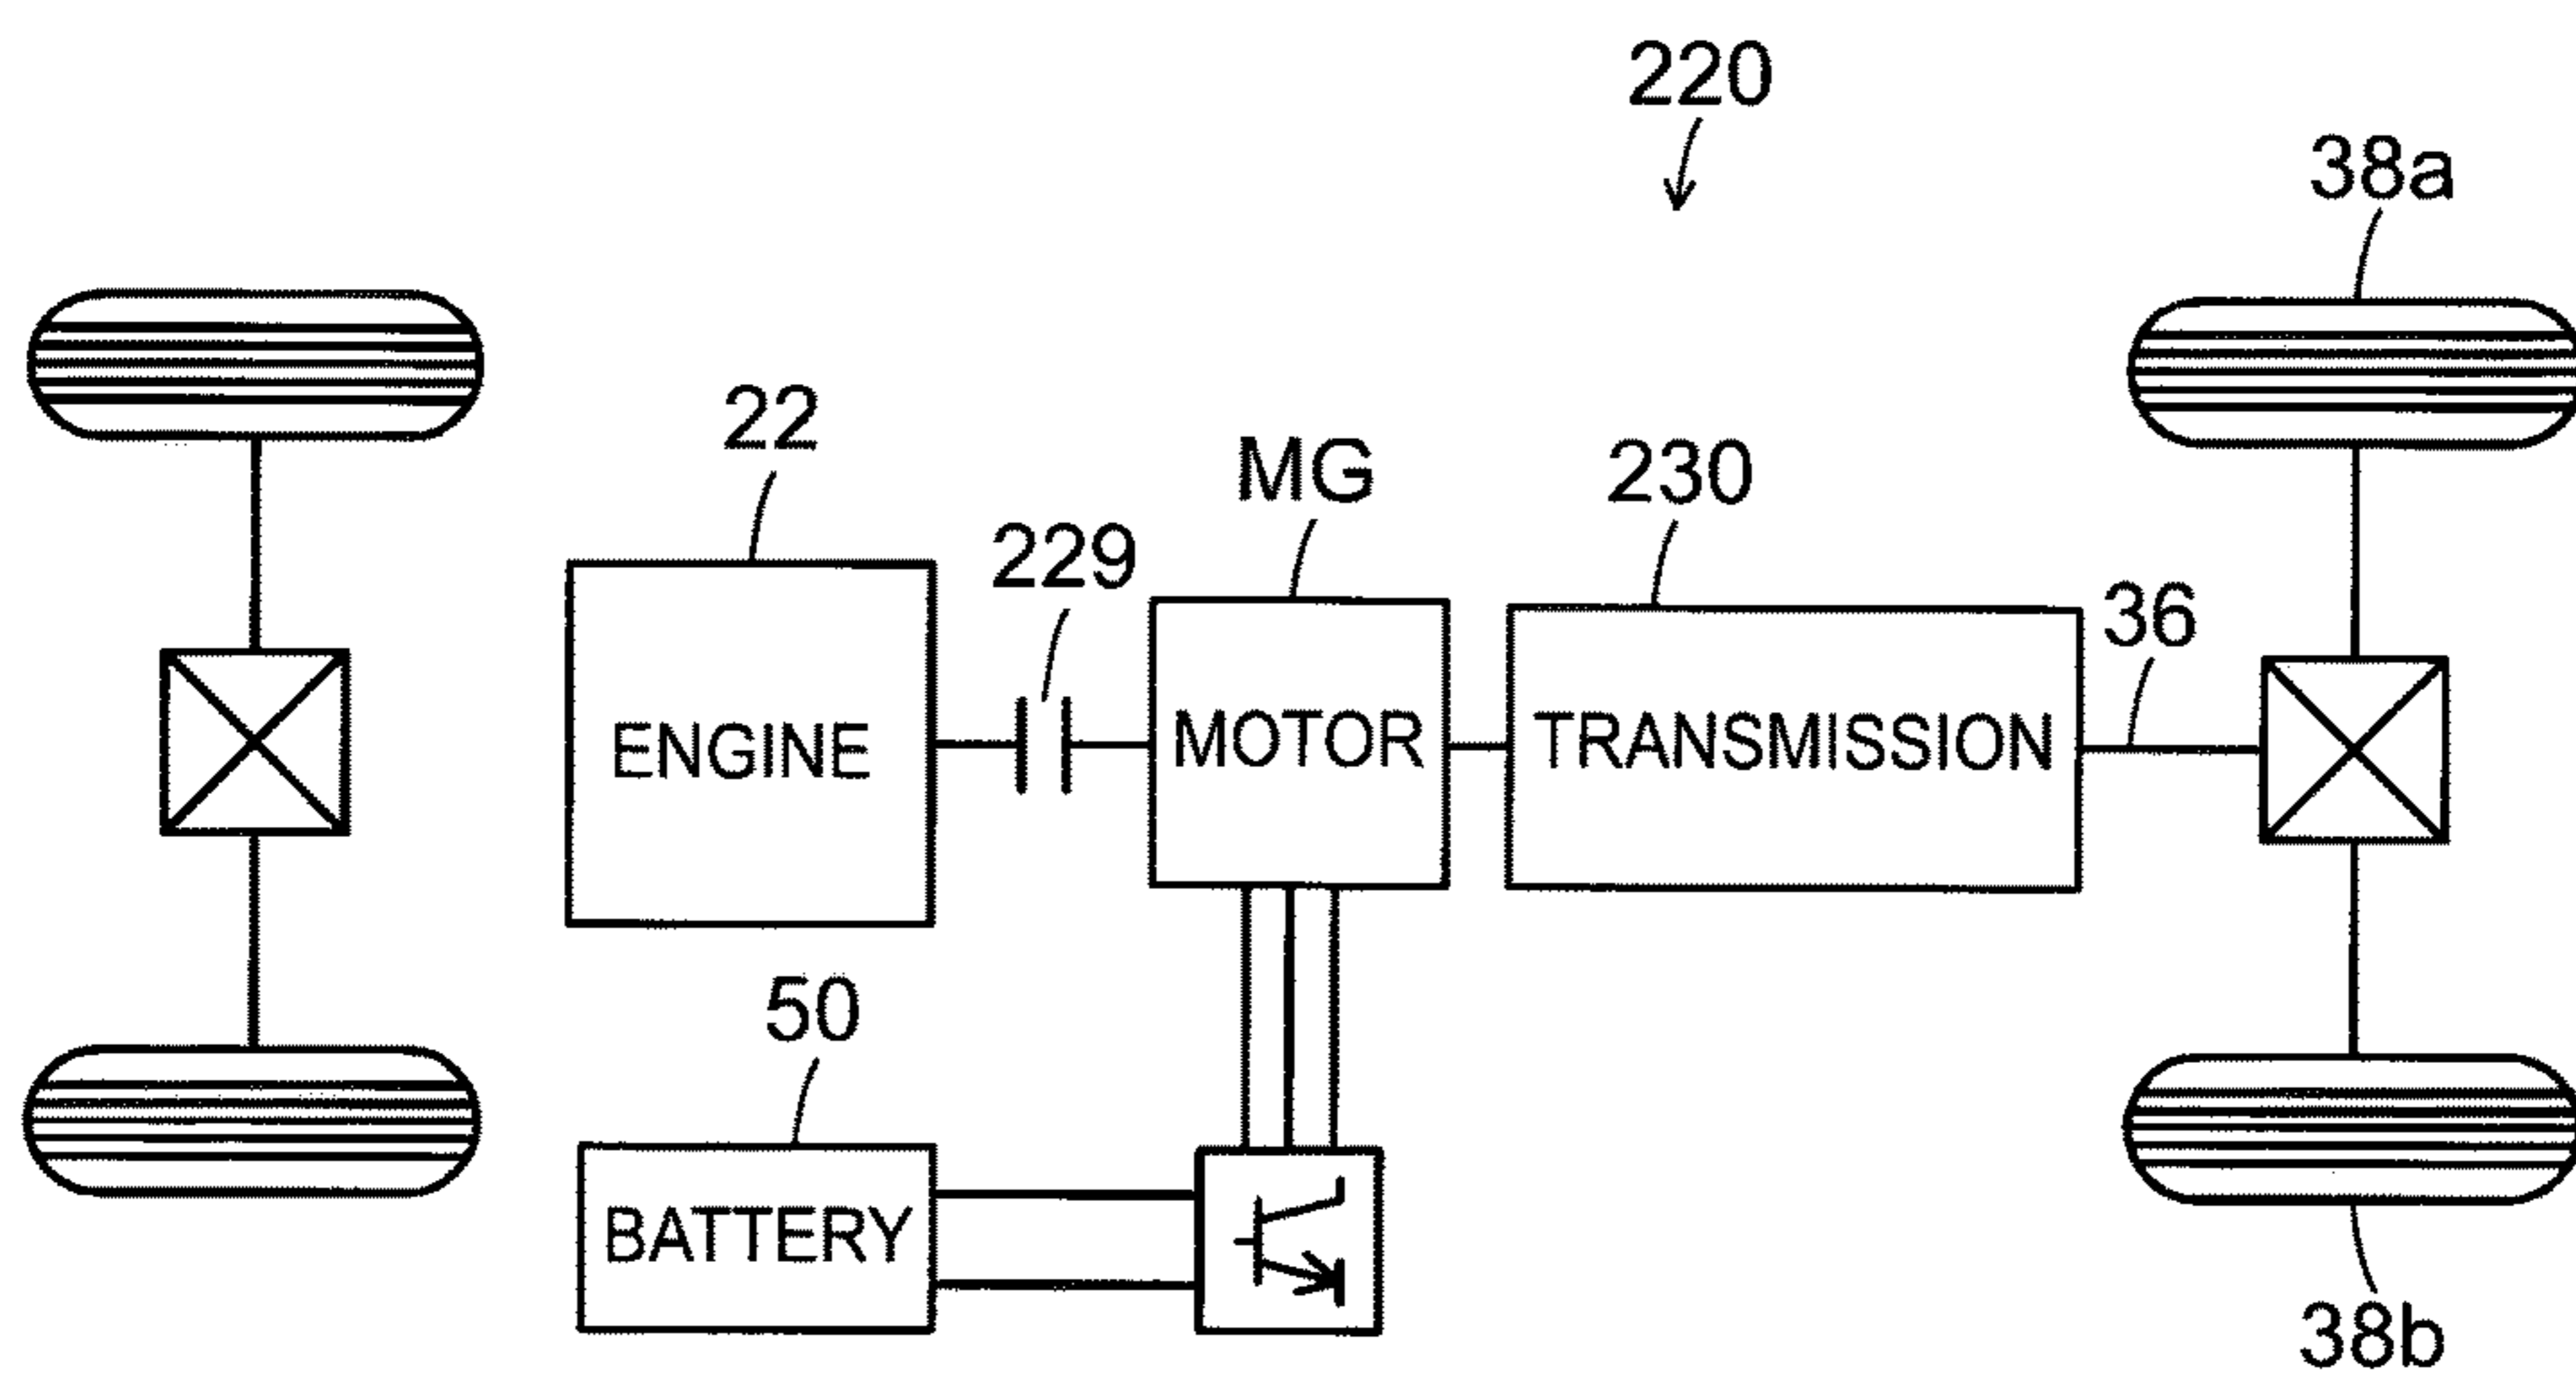 220
38a
22
MG
230
229
36
ENGINE
MOTOR
TRANSMISSION
50
BATTERY
38b